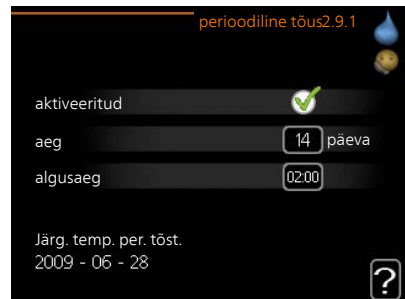 perioodiline tõus2.9.1
aktiveeritud
aeg 14 päeva
algusaeg 02:00
Järg. temp. per. tõst.
2009 - 06 - 28
?